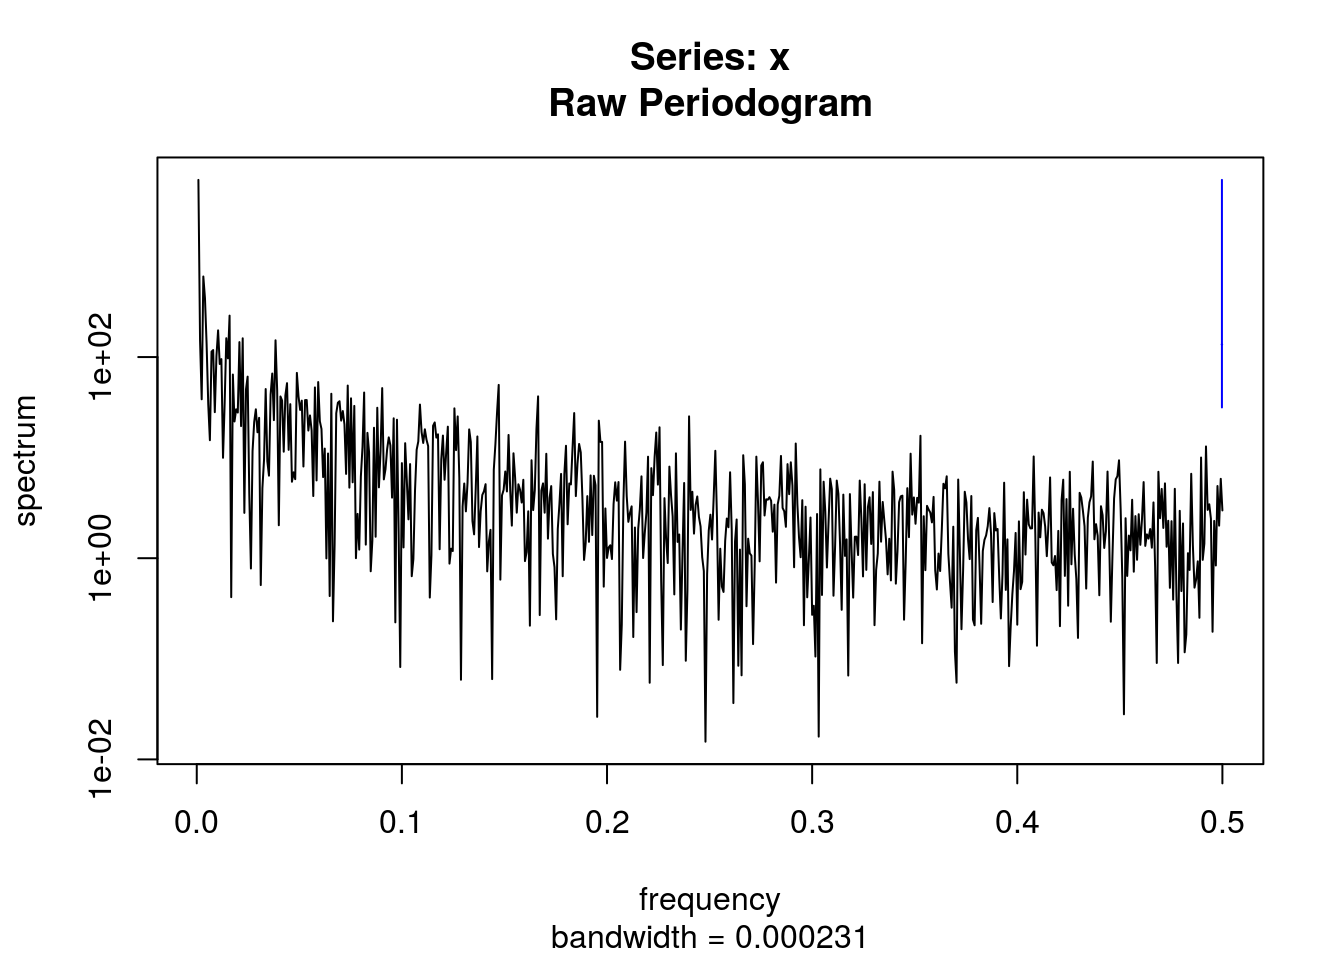 Series: x
Raw Periodogram
spectrum
1e+02
1e+00
1e-02
0.0 0.1 0.2 0.3 0.4 0.5
frequency
bandwidth = 0.000231